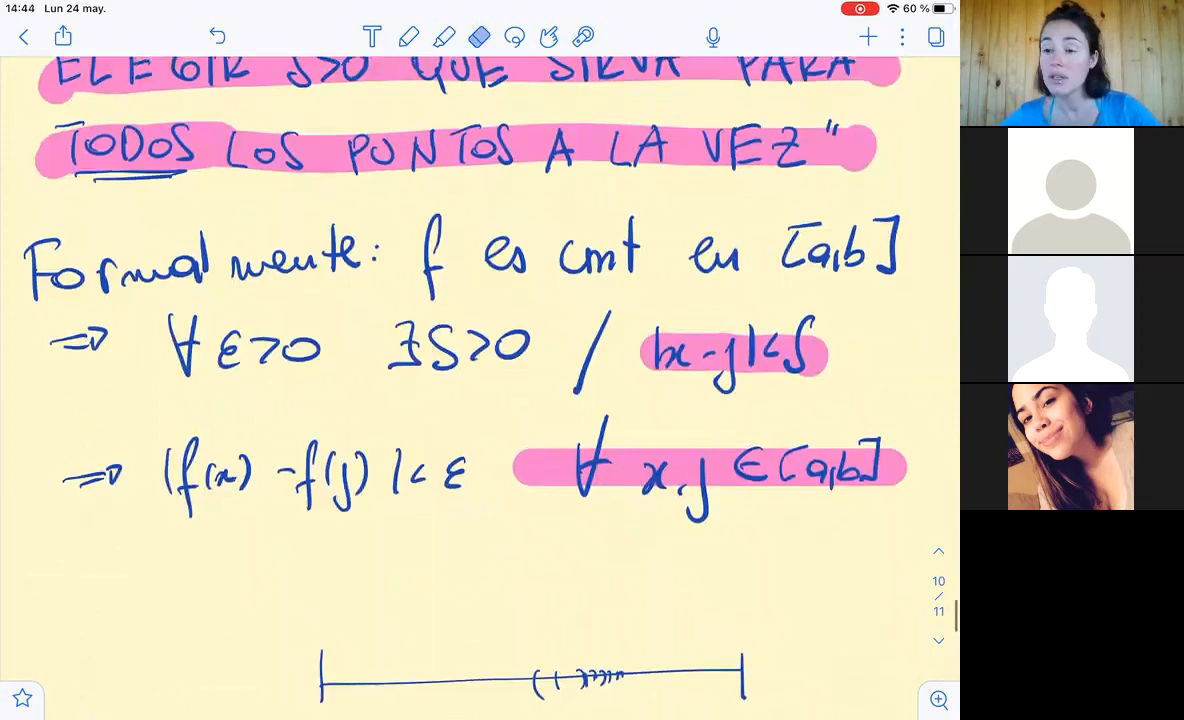 14:44 Lun 24 may. 60 %
ELEGIR δ>0 QUE SIRVA PARA
TODOS LOS PUNTOS A LA VEZ"
Formalmente: f es cont en [a,b]
⇒ ∀ ε>0 ∃δ>0 / |x-y|<δ
⇒ |f(x)-f(y)|<ε ∀ x,y ∈ [a,b]
10
/
11